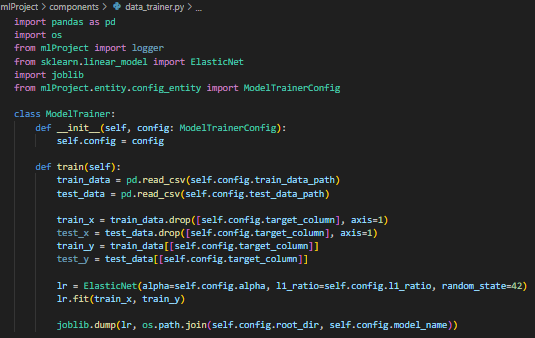 mlProject > components > data_trainer.py > ...
import pandas as pd
import os
from mlProject import logger
from sklearn.linear_model import ElasticNet
import joblib
from mlProject.entity.config_entity import ModelTrainerConfig
class ModelTrainer:
    def __init__(self, config: ModelTrainerConfig):
        self.config = config
    def train(self):
        train_data = pd.read_csv(self.config.train_data_path)
        test_data = pd.read_csv(self.config.test_data_path)
        train_x = train_data.drop([self.config.target_column], axis=1)
        test_x = test_data.drop([self.config.target_column], axis=1)
        train_y = train_data[[self.config.target_column]]
        test_y = test_data[[self.config.target_column]]
        lr = ElasticNet(alpha=self.config.alpha, l1_ratio=self.config.l1_ratio, random_state=42)
        lr.fit(train_x, train_y)
        joblib.dump(lr, os.path.join(self.config.root_dir, self.config.model_name))